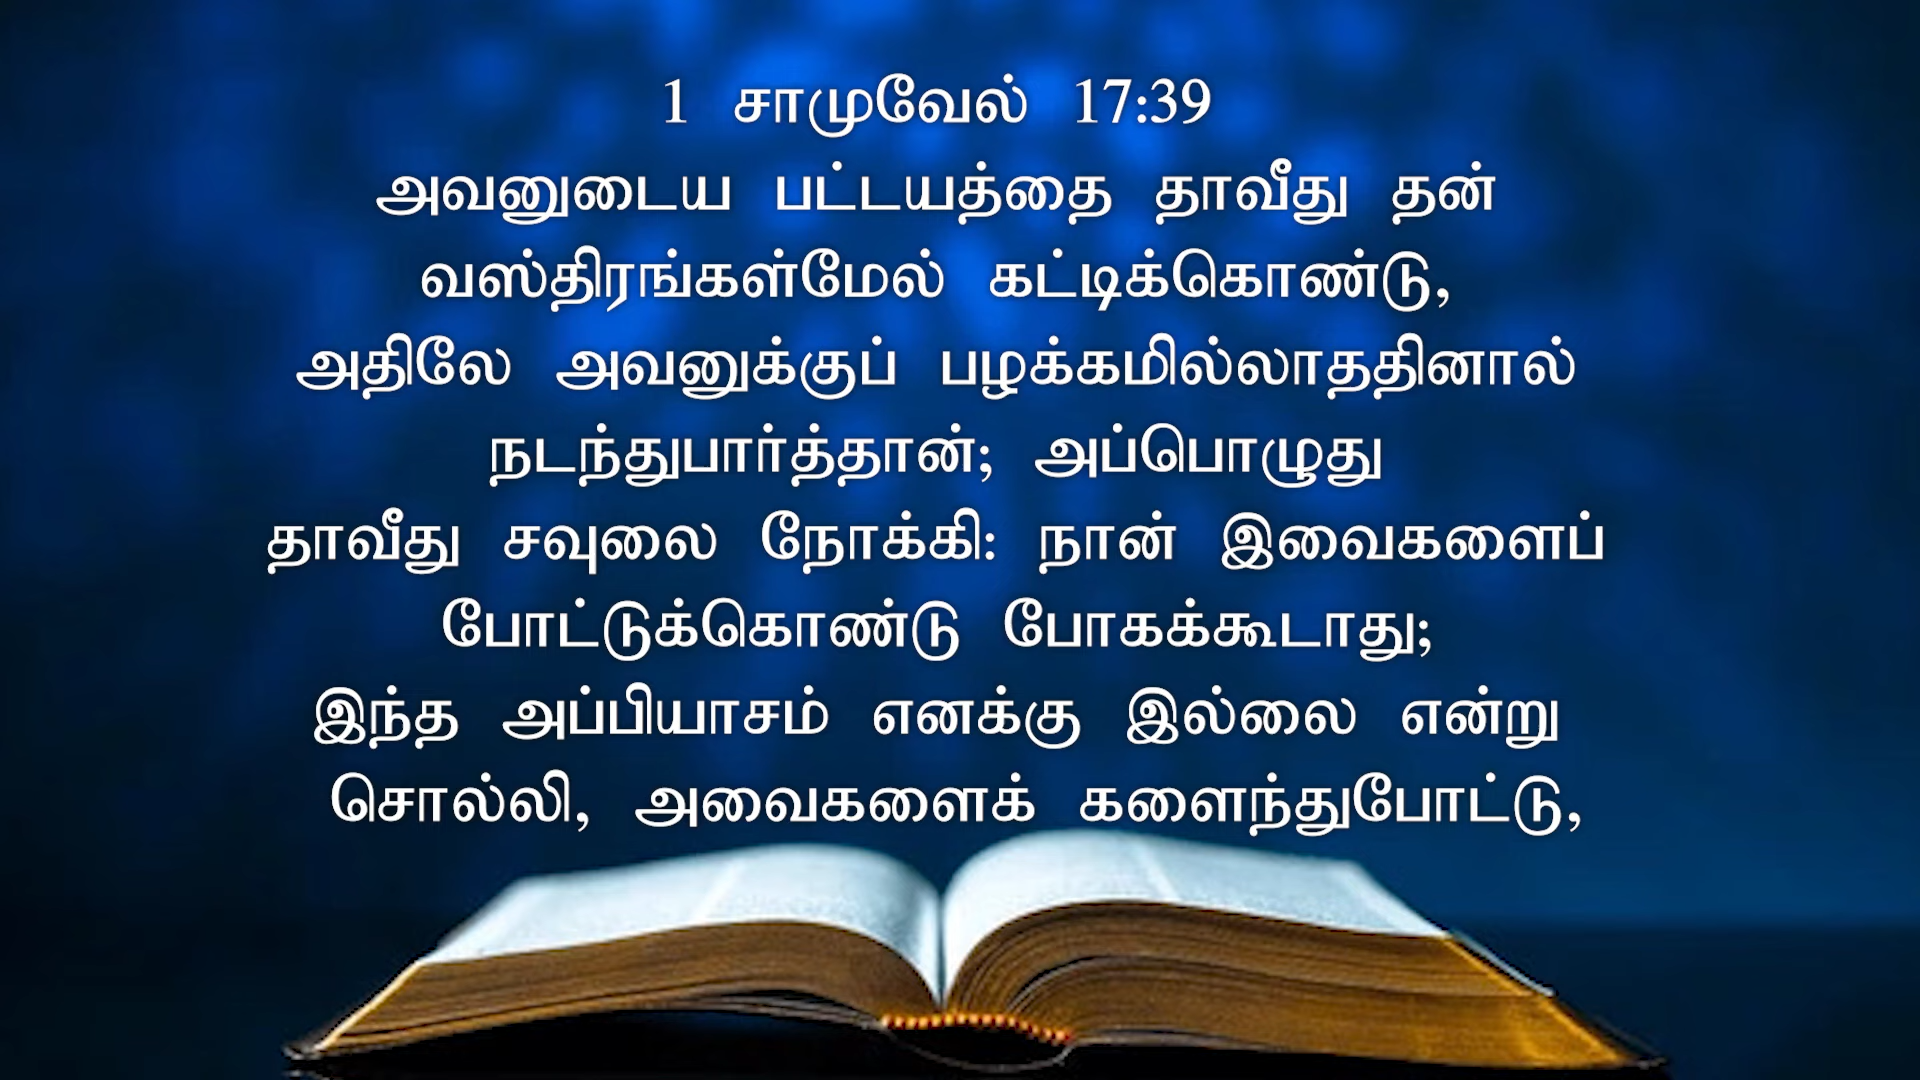 1 சாமுவேல் 17:39
அவனுடைய பட்டயத்தை தாவீது தன்
வஸ்திரங்கள்மேல் கட்டிக்கொண்டு,
அதிலே அவனுக்குப் பழக்கமில்லாததினால்
நடந்துபார்த்தான்; அப்பொழுது
தாவீது சவுலை நோக்கி: நான் இவைகளைப்
போட்டுக்கொண்டு போகக்கூடாது;
இந்த அப்பியாசம் எனக்கு இல்லை என்று
சொல்லி, அவைகளைக் களைந்துபோட்டு,